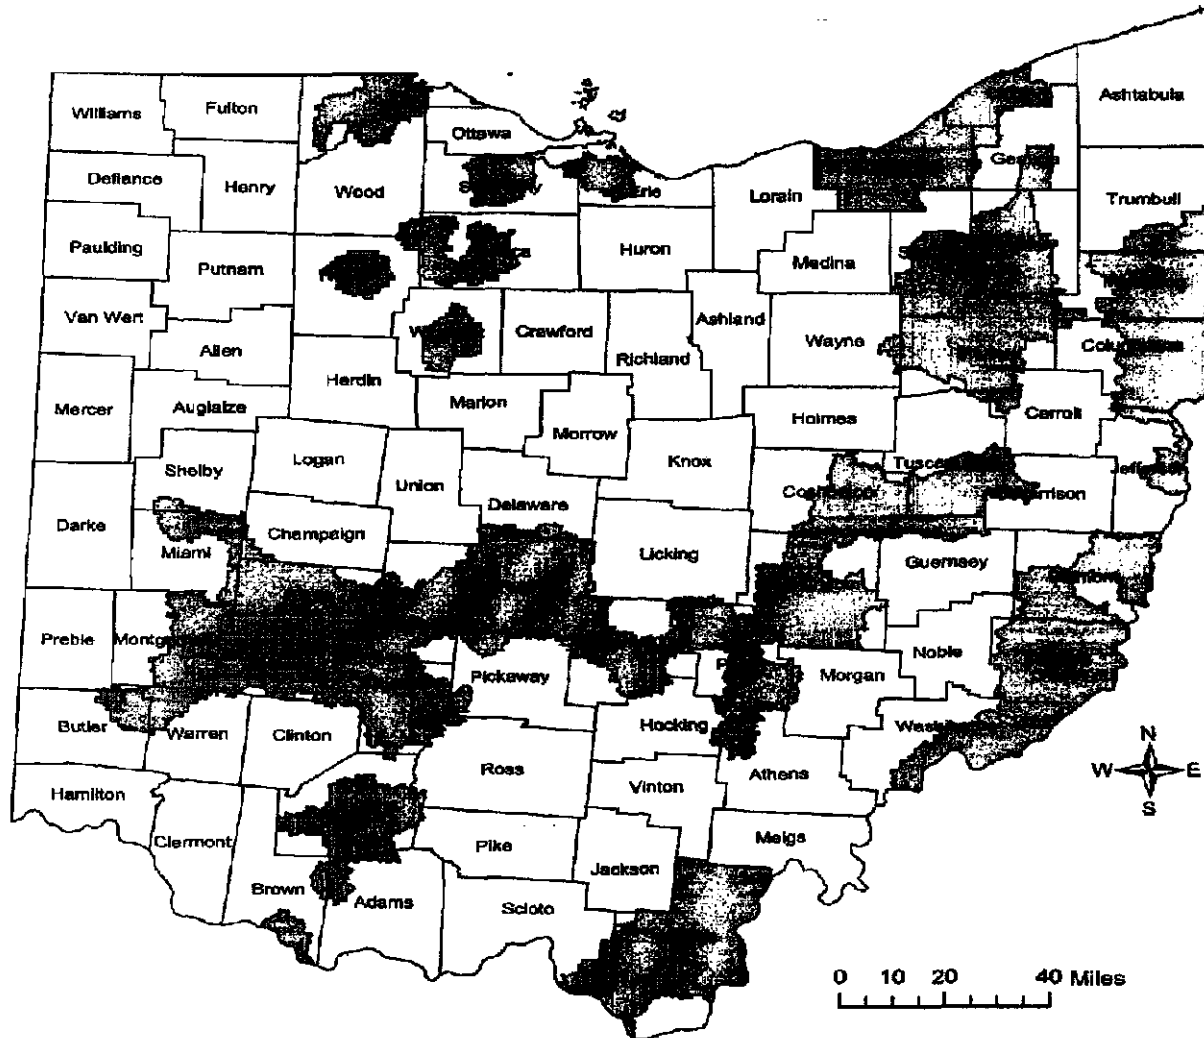 Ashtabula
Williams
Fulton
Ottawa
Defiance
Henry
Wood
Erie
Lorain
Trumbull
Paulding
Putnam
Huron
Medina
Van Wert
Allen
Crawford
Ashland
Richland
Wayne
Mercer
Auglaize
Herdin
Marion
Morrow
Holmes
Carroll
Shelby
Logan
Union
Knox
Delaware
Darke
Miami
Champaign
Licking
Guernsey
Preble
Pickaway
Noble
Morgan
Butler
Warren
Clinton
Hocking
Ross
Vinton
Athens
Hamilton
Clermont
Pike
Jackson
Meigs
Brown
Adams
Scioto
N
W
E
S
0 10 20 40 Miles